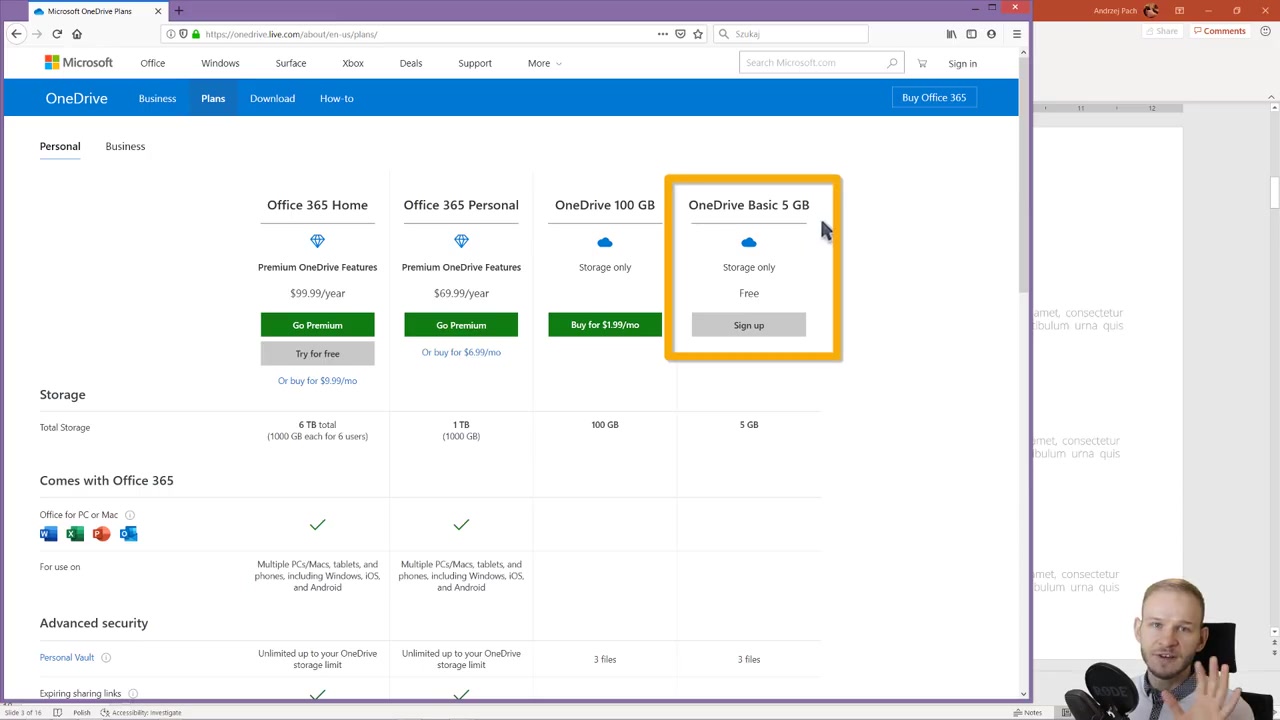 Microsoft OneDrive Plans
Andrzej Pach
https://onedrive.live.com/about/en-us/plans/
Szukaj
Share
Comments
Microsoft
Office
Windows
Surface
Xbox
Deals
Support
More
Search Microsoft.com
Sign in
OneDrive
Business
Plans
Download
How-to
Buy Office 365
11
12
Personal
Business
Office 365 Home
Office 365 Personal
OneDrive 100 GB
OneDrive Basic 5 GB
Premium OneDrive Features
Premium OneDrive Features
Storage only
Storage only
$99.99/year
$69.99/year
Free
Go Premium
Go Premium
Buy for $1.99/mo
Sign up
Try for free
Or buy for $6.99/mo
Or buy for $9.99/mo
amet, consectetur
tibulum urna quis
Storage
Total Storage
6 TB total
(1000 GB each for 6 users)
1 TB
(1000 GB)
100 GB
5 GB
amet, consectetur
ibulum urna quis
Comes with Office 365
Office for PC or Mac
For use on
Multiple PCs/Macs, tablets, and
phones, including Windows, iOS,
and Android
Multiple PCs/Macs, tablets, and
phones, including Windows, iOS,
and Android
met, consectetur
ibulum urna quis
Advanced security
Personal Vault
Unlimited up to your OneDrive
storage limit
Unlimited up to your OneDrive
storage limit
3 files
3 files
Expiring sharing links
RODE
Slide 3 of 16
Polish
Accessibility: Investigate
Notes